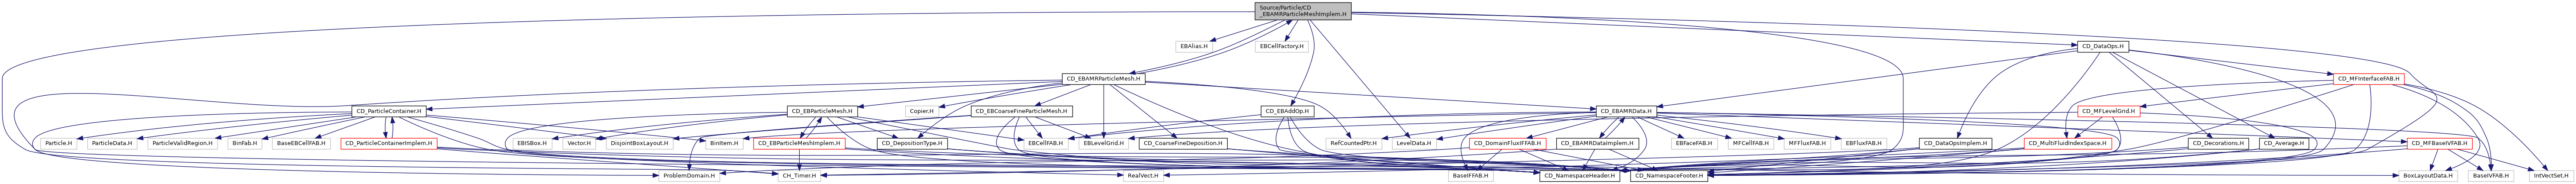 Source/Particle/CD
_EBAMRParticleMeshImplem.H
EBAlias.H
EBCellFactory.H
CD_DataOps.H
CD_EBAMRParticleMesh.H
CD_MFInterfaceFAB.H
CD_ParticleContainer.H
CD_EBParticleMesh.H
Copier.H
CD_EBCoarseFineParticleMesh.H
CD_EBAddOp.H
CD_EBAMRData.H
CD_MFLevelGrid.H
Particle.H
ParticleData.H
ParticleValidRegion.H
BinFab.H
BaseEBCellFAB.H
CD_ParticleContainerImplem.H
EBISBox.H
Vector.H
DisjointBoxLayout.H
BinItem.H
CD_EBParticleMeshImplem.H
CD_DepositionType.H
EBCellFAB.H
EBLevelGrid.H
CD_CoarseFineDeposition.H
RefCountedPtr.H
LevelData.H
CD_DomainFluxIFFAB.H
CD_EBAMRDataImplem.H
EBFaceFAB.H
MFCellFAB.H
MFFluxFAB.H
EBFluxFAB.H
CD_DataOpsImplem.H
CD_MultiFluidIndexSpace.H
CD_Decorations.H
CD_Average.H
CD_MFBaseIVFAB.H
ProblemDomain.H
CH_Timer.H
RealVect.H
CD_NamespaceHeader.H
BaseIFFAB.H
CD_NamespaceFooter.H
BoxLayoutData.H
BaseIVFAB.H
IntVectSet.H